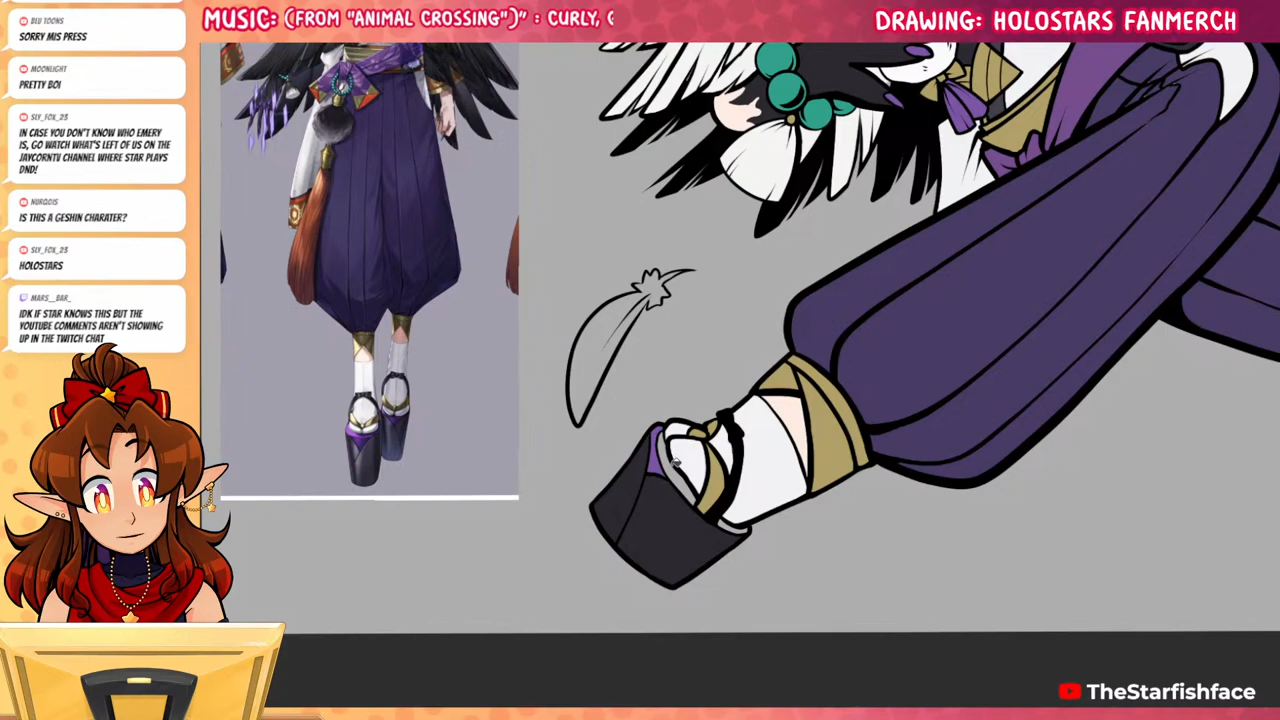 MUSIC: (FROM "ANIMAL CROSSING")" : CURLY,
DRAWING: HOLOSTARS FANMERCH
BLU TOONS
SORRY MIS PRESS
MOONLIGHT
PRETTY BOI
SLY_FOX_23
IN CASE YOU DON'T KNOW WHO EMERY
IS, GO WATCH WHAT'S LEFT OF US ON THE
JAYCORNTV CHANNEL WHERE STAR PLAYS
DND!
NURQOIS
IS THIS A GESHIN CHARATER?
SLY_FOX_23
HOLOSTARS
MARS__BAR_
IDK IF STAR KNOWS THIS BUT THE
YOUTUBE COMMENTS AREN'T SHOWING
UP IN THE TWITCH CHAT
TheStarfishface